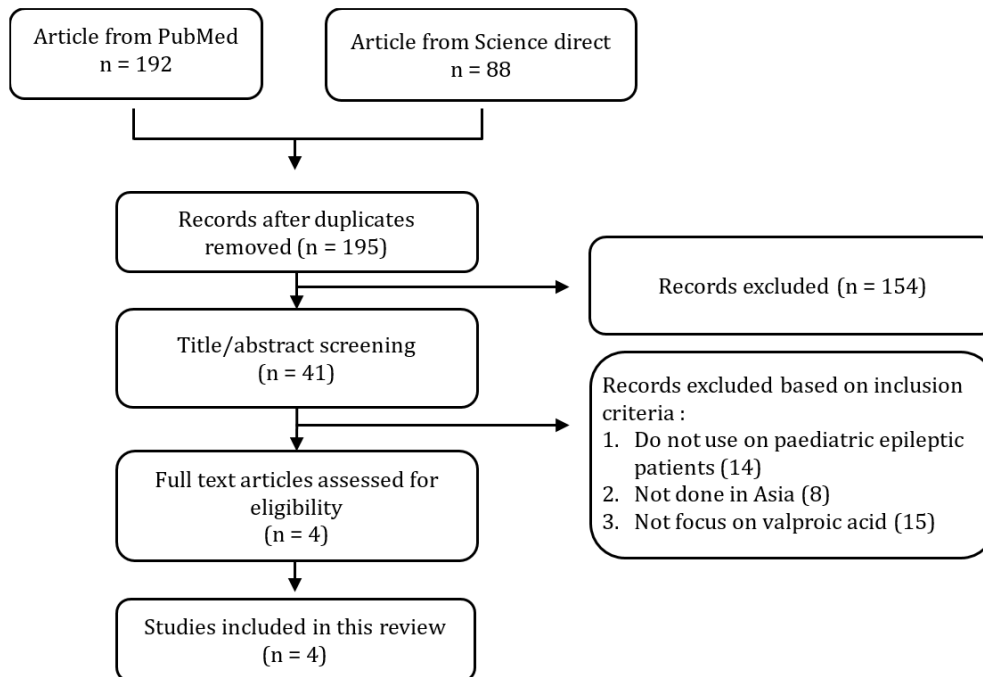 Article from PubMed
n = 192
Article from Science direct
n = 88
Records after duplicates
removed (n = 195)
Records excluded (n = 154)
Title/abstract screening
(n = 41)
Records excluded based on inclusion
criteria :
1. Do not use on paediatric epileptic
patients (14)
2. Not done in Asia (8)
3. Not focus on valproic acid (15)
Full text articles assessed for
eligibility
(n = 4)
Studies included in this review
(n = 4)